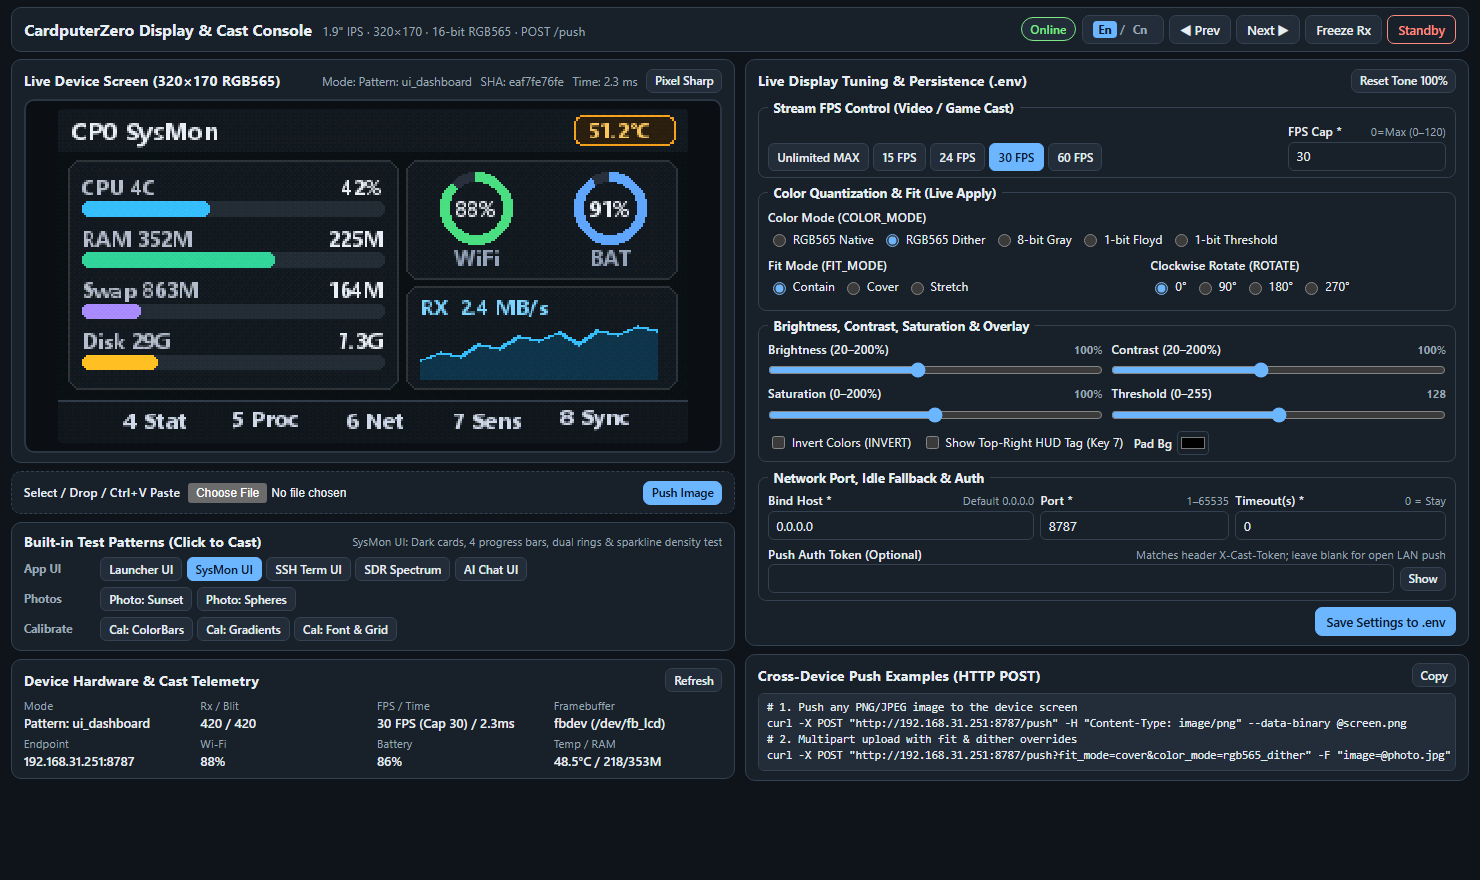 CardputerZero Display & Cast Console 1.9" IPS · 320×170 · 16-bit RGB565 · POST /push
Online En / Cn ◀ Prev Next ▶ Freeze Rx Standby
Live Device Screen (320×170 RGB565) Mode: Pattern: ui_dashboard SHA: eaf7fe76fe Time: 2.3 ms Pixel Sharp
CP0 SysMon 51.2°C
CPU 4C 42%
RAM 352M 225M
Swap 863M 164M
Disk 29G 7.3G
88% 91%
WiFi BAT
RX 2.4 MB/s
4 Stat 5 Proc 6 Net 7 Sens 8 Sync
Select / Drop / Ctrl+V Paste Choose File No file chosen Push Image
Built-in Test Patterns (Click to Cast) SysMon UI: Dark cards, 4 progress bars, dual rings & sparkline density test
App UI Launcher UI SysMon UI SSH Term UI SDR Spectrum AI Chat UI
Photos Photo: Sunset Photo: Spheres
Calibrate Cal: ColorBars Cal: Gradients Cal: Font & Grid
Device Hardware & Cast Telemetry Refresh
Mode Rx / Blit FPS / Time Framebuffer
Pattern: ui_dashboard 420 / 420 30 FPS (Cap 30) / 2.3ms fbdev (/dev/fb_lcd)
Endpoint Wi-Fi Battery Temp / RAM
192.168.31.251:8787 88% 86% 48.5°C / 218/353M
Live Display Tuning & Persistence (.env) Reset Tone 100%
Stream FPS Control (Video / Game Cast)
FPS Cap * 0=Max (0–120)
Unlimited MAX 15 FPS 24 FPS 30 FPS 60 FPS 30
Color Quantization & Fit (Live Apply)
Color Mode (COLOR_MODE)
RGB565 Native RGB565 Dither 8-bit Gray 1-bit Floyd 1-bit Threshold
Fit Mode (FIT_MODE) Clockwise Rotate (ROTATE)
Contain Cover Stretch 0° 90° 180° 270°
Brightness, Contrast, Saturation & Overlay
Brightness (20–200%) 100% Contrast (20–200%) 100%
Saturation (0–200%) 100% Threshold (0–255) 128
Invert Colors (INVERT) Show Top-Right HUD Tag (Key 7) Pad Bg
Network Port, Idle Fallback & Auth
Bind Host * Default 0.0.0.0 Port * 1–65535 Timeout(s) * 0 = Stay
0.0.0.0 8787 0
Push Auth Token (Optional) Matches header X-Cast-Token; leave blank for open LAN push
Show
Save Settings to .env
Cross-Device Push Examples (HTTP POST) Copy
# 1. Push any PNG/JPEG image to the device screen
curl -X POST "http://192.168.31.251:8787/push" -H "Content-Type: image/png" --data-binary @screen.png
# 2. Multipart upload with fit & dither overrides
curl -X POST "http://192.168.31.251:8787/push?fit_mode=cover&color_mode=rgb565_dither" -F "image=@photo.jpg"